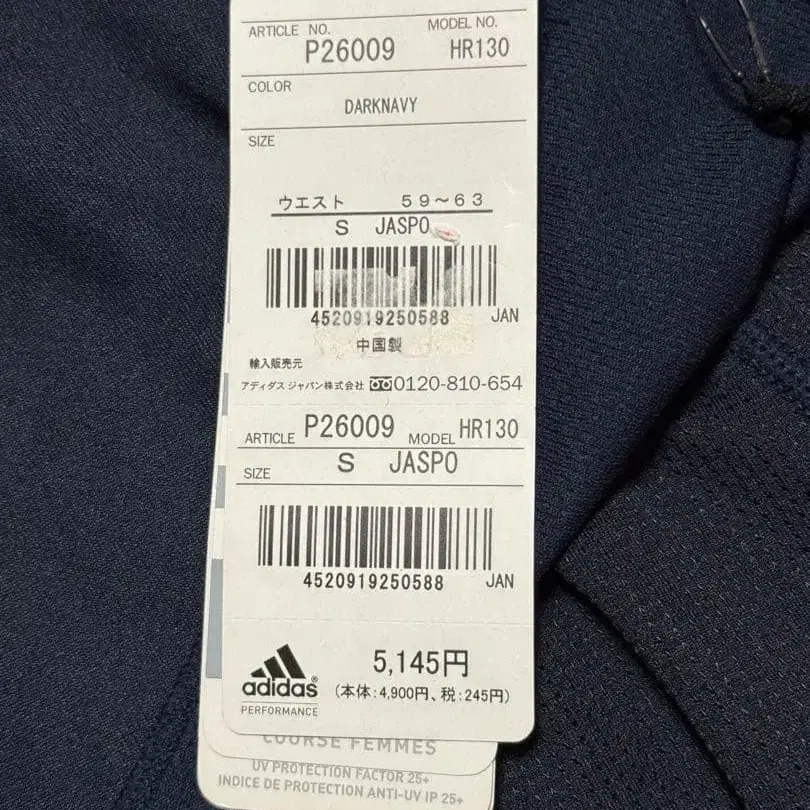 ARTICLE NO. P26009 MODEL NO. HR130
COLOR
DARKNAVY
SIZE
ウエスト 59～63
S JASPO
4520919250588 JAN
中国製
輸入販売元
アディダス ジャパン株式会社 0120-810-654
ARTICLE P26009 MODEL HR130
SIZE S JASPO
4520919250588 JAN
adidas®
PERFORMANCE
5,145円
(本体:4,900円、税:245円)
COURSE FEMMES
UV PROTECTION FACTOR 25+
INDICE DE PROTECTION ANTI-UV IP 25+